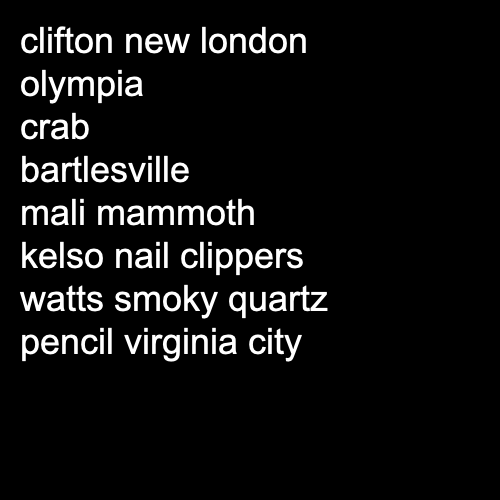 clifton new london
olympia
crab
bartlesville
mali mammoth
kelso nail clippers
watts smoky quartz
pencil virginia city